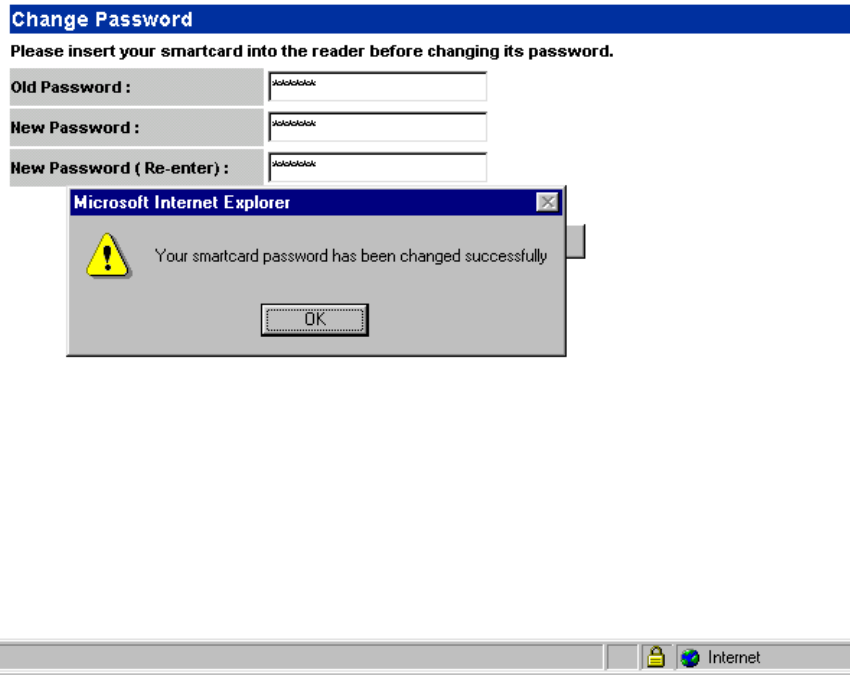 Change Password
Please insert your smartcard into the reader before changing its password.
Old Password : *******
New Password : *******
New Password ( Re-enter) : *******
Microsoft Internet Explorer
Your smartcard password has been changed successfully
OK
Internet